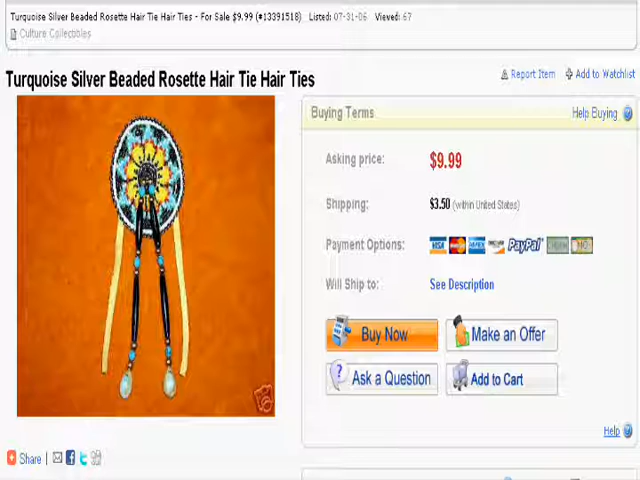 Turquoise Silver Beaded Rosette Hair Tie Hair Ties - For Sale $9.99 (#13391518) Listed: 07-31-06 Viewed: 67
Culture Collectibles
Turquoise Silver Beaded Rosette Hair Tie Hair Ties
Report Item
Add to Watchlist
Buying Terms
Help Buying ?
Asking price: $9.99
Shipping: $3.50 (within United States)
Payment Options: VISA PayPal
Will Ship to: See Description
Buy Now
Make an Offer
? Ask a Question
Add to Cart
Help ?
Share |